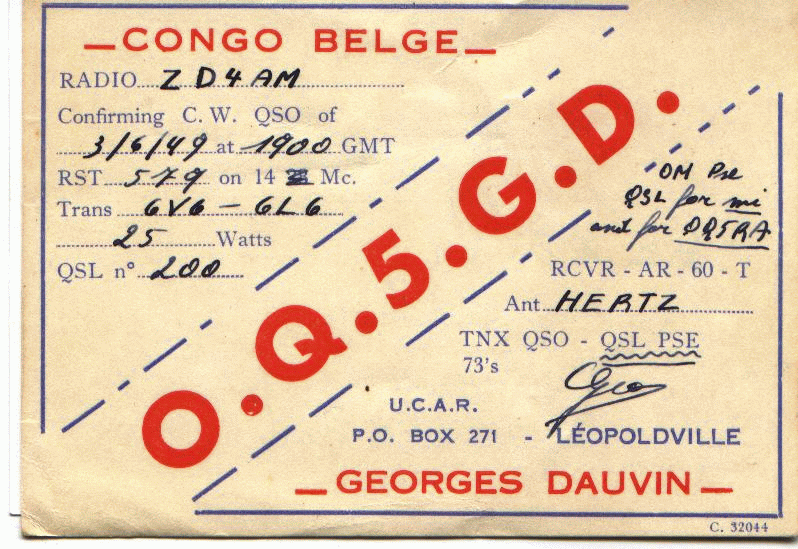 CONGO BELGE
RADIO ZD4AM
Confirming C. W. QSO of
3/6/49 at 1900 GMT
RST 579 on 14 Mc.
Trans 6V6 - 6L6
25 Watts
QSL n° 200
O.Q.5.G.D.
OM Pse
QSL for mi
and for OQ5RA
RCVR - AR - 60 - T
Ant HERTZ
TNX QSO - QSL PSE
73's
Geo
U.C.A.R.
P.O. BOX 271 - LÉOPOLDVILLE
GEORGES DAUVIN
C. 32044